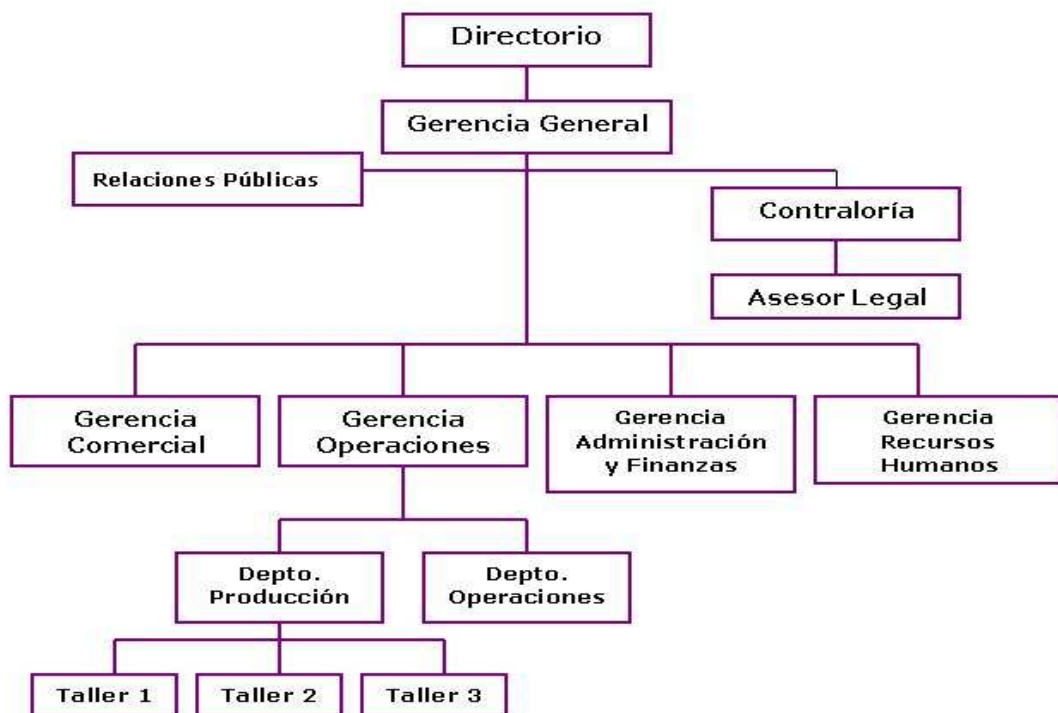 Directorio
Gerencia General
Relaciones Públicas
Contraloría
Asesor Legal
Gerencia
Comercial
Gerencia
Operaciones
Gerencia
Administración
y Finanzas
Gerencia
Recursos
Humanos
Depto.
Producción
Depto.
Operaciones
Taller 1
Taller 2
Taller 3